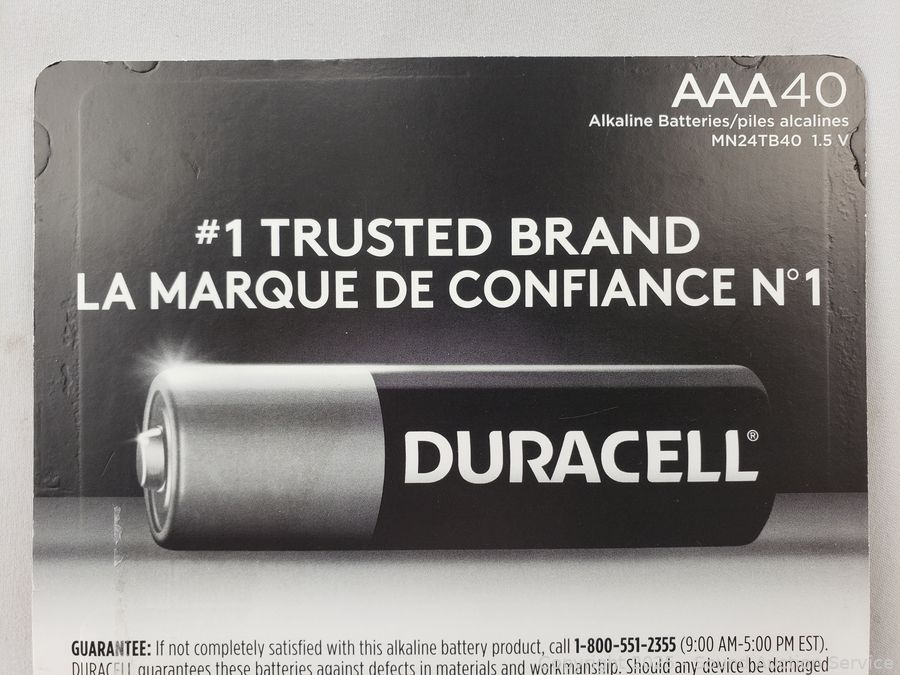 AAA40
Alkaline Batteries/piles alcalines
MN24TB40 1.5 V
#1 TRUSTED BRAND
LA MARQUE DE CONFIANCE N°1
DURACELL®
GUARANTEE: If not completely satisfied with this alkaline battery product, call 1-800-551-2355 (9:00 AM-5:00 PM EST).
DURACELL guarantees these batteries against defects in materials and workmanship. Should any device be damaged
Service